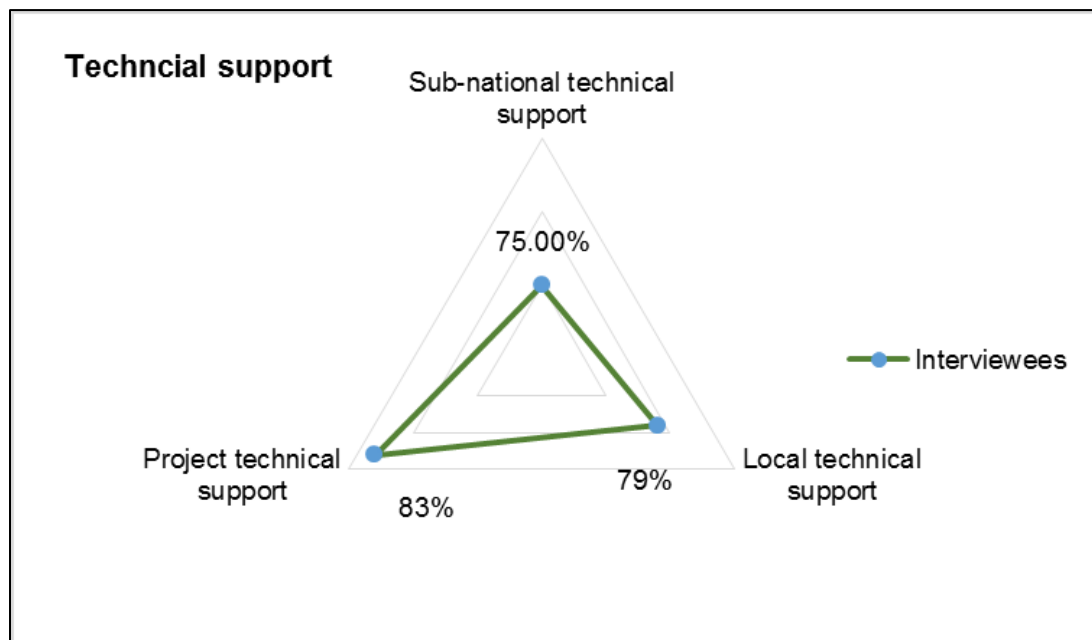 Techncial support
Sub-national technical
support
75.00%
Interviewees
Project technical
support
Local technical
support
79%
83%